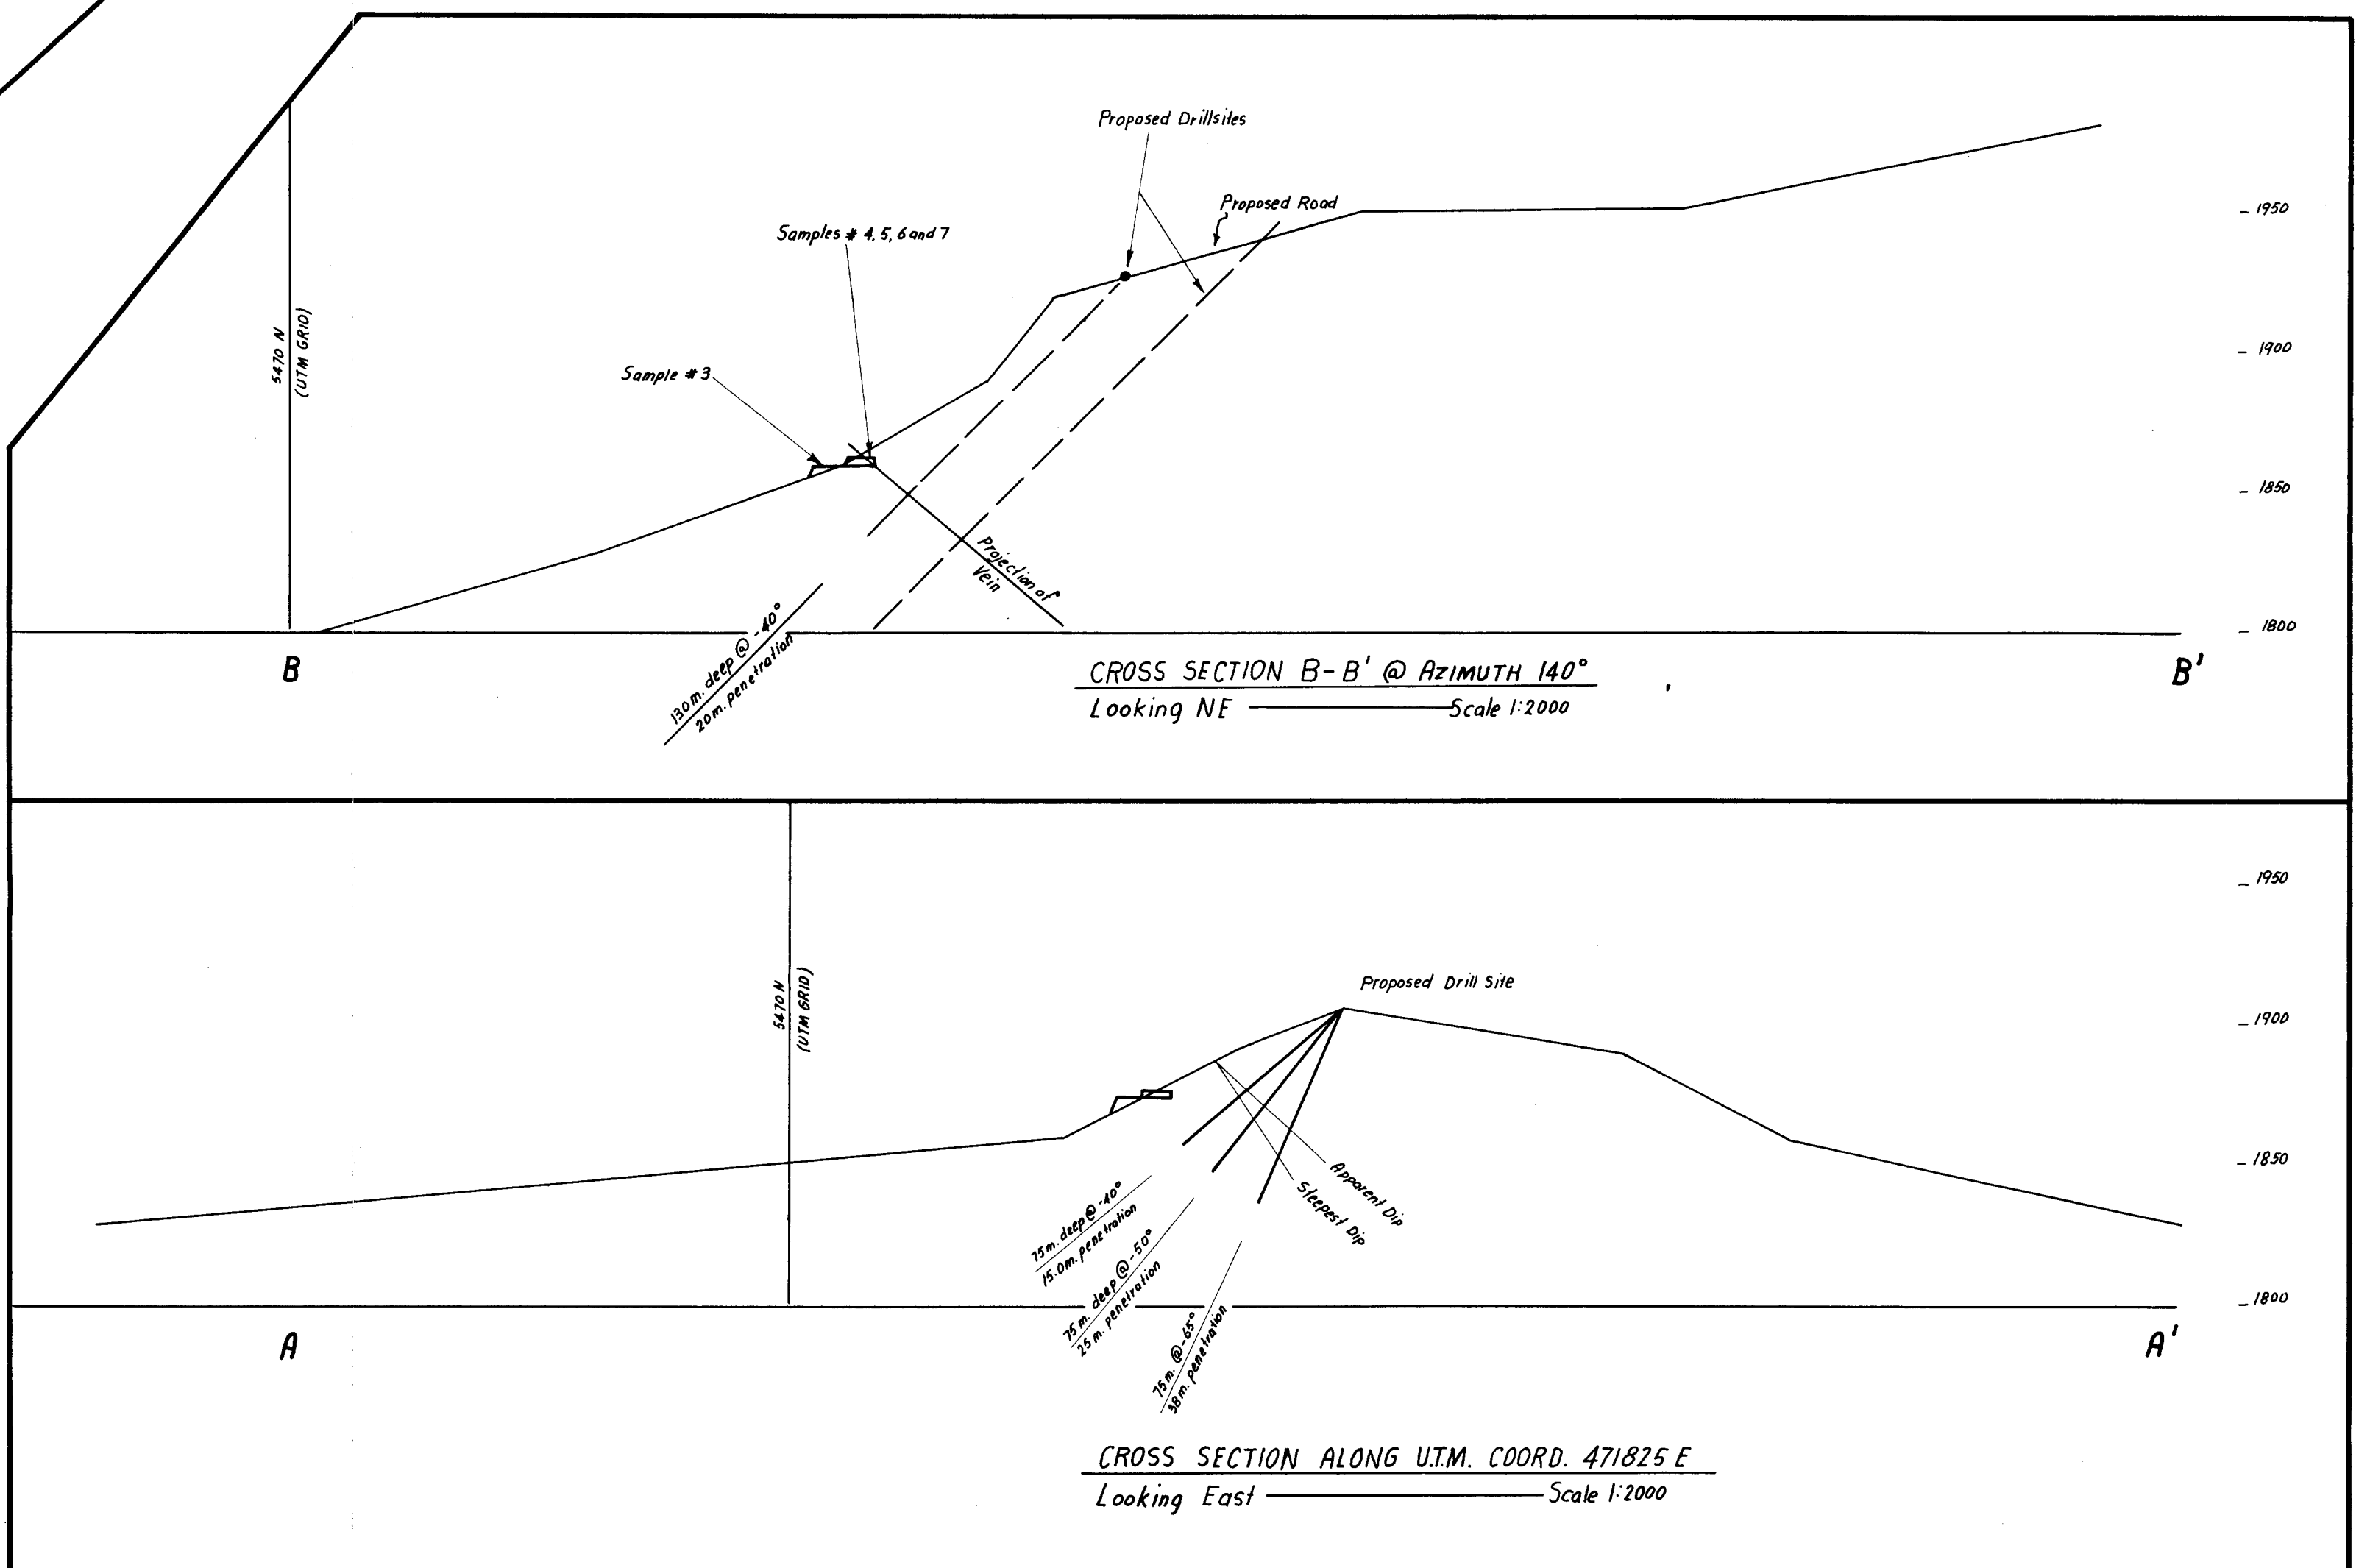 Proposed Drillsites
Proposed Road
Samples # 4, 5, 6 and 7
Sample # 3
5470 N
(UTM GRID)
1950
1900
1850
1800
Projection of
Vein
130m. deep @ -40°
20m. penetration
B
B'
CROSS SECTION B-B' @ AZIMUTH 140°
Looking NE Scale 1:2000
5470 N
(UTM GRID)
Proposed Drill Site
1950
1900
1850
1800
Apparent Dip
Steepest Dip
75m. deep @ -40°
15.0m. penetration
75m. deep @ -50°
25m. penetration
75m. @ -65°
38m. penetration
A
A'
CROSS SECTION ALONG U.T.M. COORD. 471825 E
Looking East Scale 1:2000